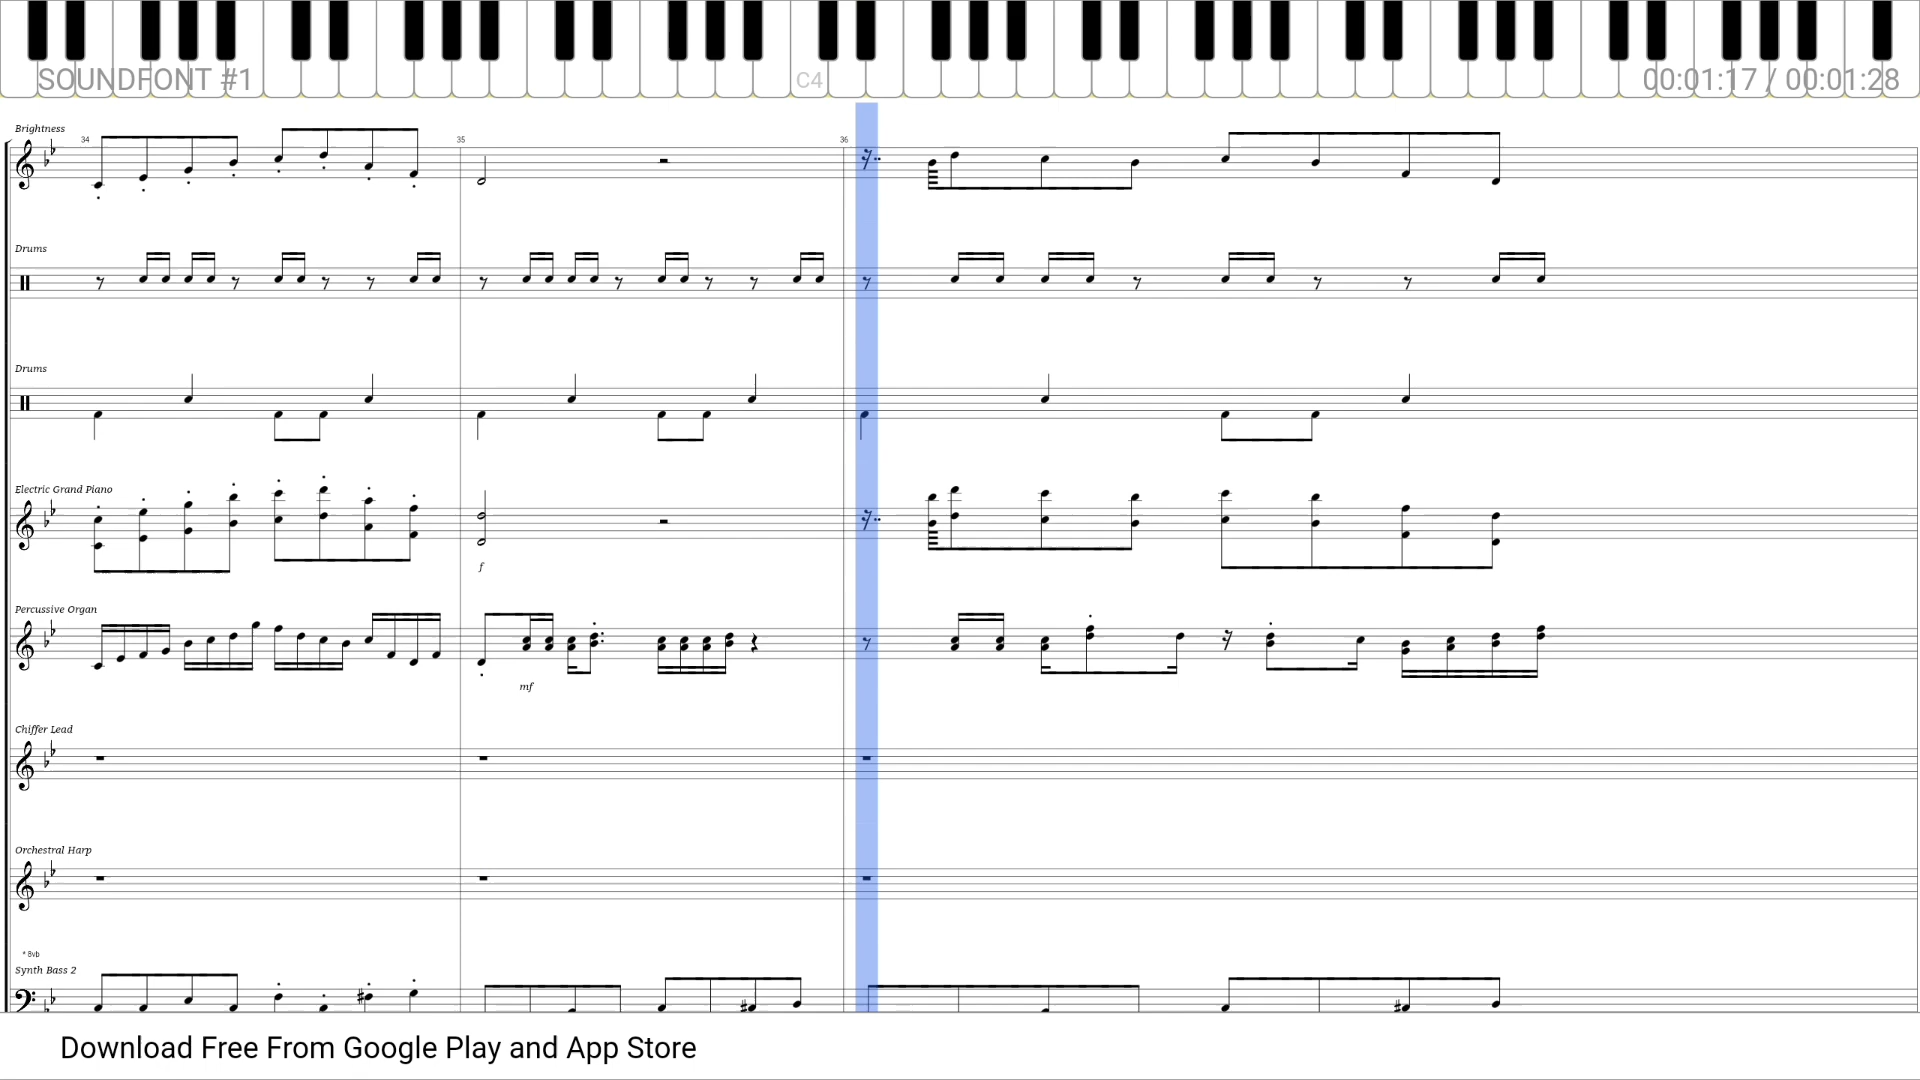 SOUNDFONT #1
C4
00:01:17 / 00:01:28
Brightness
34
35
36
Drums
Drums
Electric Grand Piano
f
Percussive Organ
mf
Chiffer Lead
Orchestral Harp
* 8vb
Synth Bass 2
Download Free From Google Play and App Store